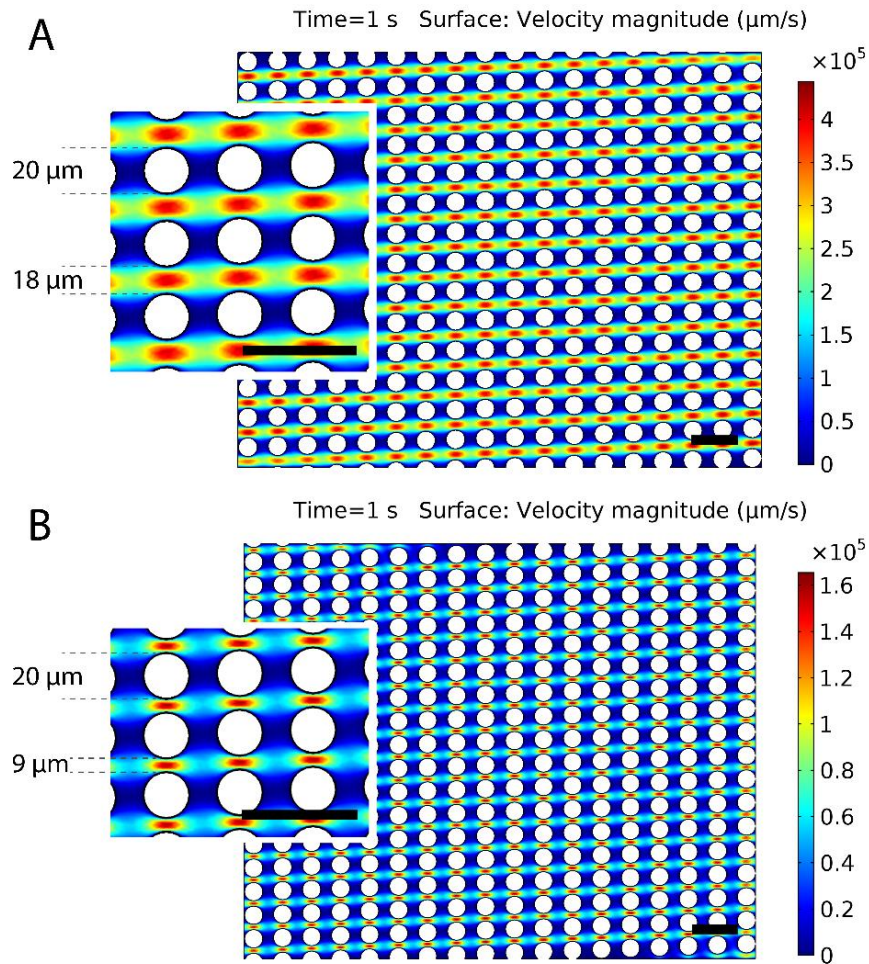 A
Time=1 s Surface: Velocity magnitude (µm/s)
×10⁵
20 µm
18 µm
4
3.5
3
2.5
2
1.5
1
0.5
0
B
Time=1 s Surface: Velocity magnitude (µm/s)
×10⁵
20 µm
9 µm
1.6
1.4
1.2
1
0.8
0.6
0.4
0.2
0